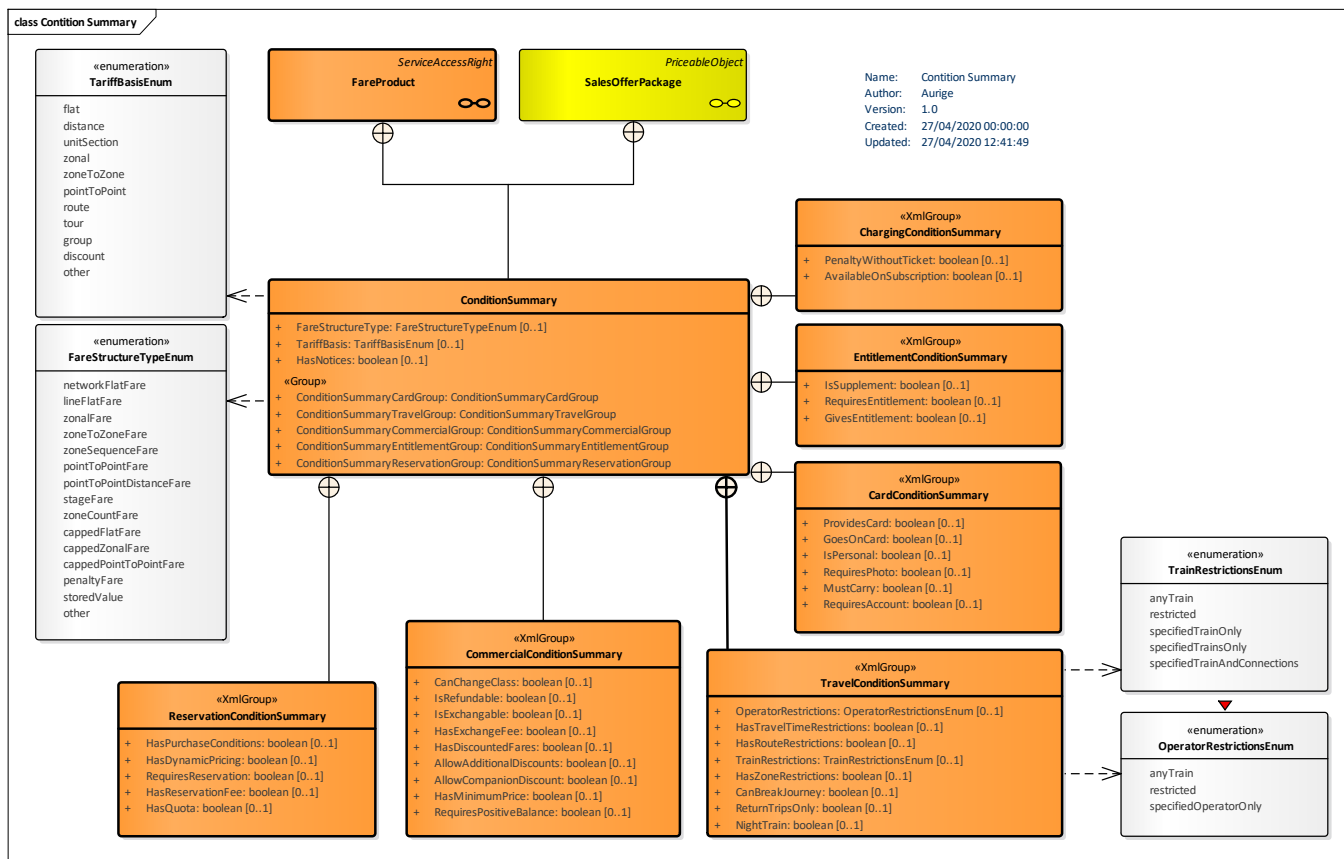 class Contition Summary
«enumeration»
TariffBasisEnum
flat
distance
unitSection
zonal
zoneToZone
pointToPoint
route
tour
group
discount
other
ServiceAccessRight
FareProduct
PriceableObject
SalesOfferPackage
Name: Contition Summary
Author: Aurige
Version: 1.0
Created: 27/04/2020 00:00:00
Updated: 27/04/2020 12:41:49
«enumeration»
FareStructureTypeEnum
networkFlatFare
lineFlatFare
zonalFare
zoneToZoneFare
zoneSequenceFare
pointToPointFare
pointToPointDistanceFare
stageFare
zoneCountFare
cappedFlatFare
cappedZonalFare
cappedPointToPointFare
penaltyFare
storedValue
other
ConditionSummary
+ FareStructureType: FareStructureTypeEnum [0..1]
+ TariffBasis: TariffBasisEnum [0..1]
+ HasNotices: boolean [0..1]
«Group»
+ ConditionSummaryCardGroup: ConditionSummaryCardGroup
+ ConditionSummaryTravelGroup: ConditionSummaryTravelGroup
+ ConditionSummaryCommercialGroup: ConditionSummaryCommercialGroup
+ ConditionSummaryEntitlementGroup: ConditionSummaryEntitlementGroup
+ ConditionSummaryReservationGroup: ConditionSummaryReservationGroup
«XmlGroup»
ChargingConditionSummary
+ PenaltyWithoutTicket: boolean [0..1]
+ AvailableOnSubscription: boolean [0..1]
«XmlGroup»
EntitlementConditionSummary
+ IsSupplement: boolean [0..1]
+ RequiresEntitlement: boolean [0..1]
+ GivesEntitlement: boolean [0..1]
«XmlGroup»
CardConditionSummary
+ ProvidesCard: boolean [0..1]
+ GoesOnCard: boolean [0..1]
+ IsPersonal: boolean [0..1]
+ RequiresPhoto: boolean [0..1]
+ MustCarry: boolean [0..1]
+ RequiresAccount: boolean [0..1]
«XmlGroup»
ReservationConditionSummary
+ HasPurchaseConditions: boolean [0..1]
+ HasDynamicPricing: boolean [0..1]
+ RequiresReservation: boolean [0..1]
+ HasReservationFee: boolean [0..1]
+ HasQuota: boolean [0..1]
«XmlGroup»
CommercialConditionSummary
+ CanChangeClass: boolean [0..1]
+ IsRefundable: boolean [0..1]
+ IsExchangable: boolean [0..1]
+ HasExchangeFee: boolean [0..1]
+ HasDiscountedFares: boolean [0..1]
+ AllowAdditionalDiscounts: boolean [0..1]
+ AllowCompanionDiscount: boolean [0..1]
+ HasMinimumPrice: boolean [0..1]
+ RequiresPositiveBalance: boolean [0..1]
«XmlGroup»
TravelConditionSummary
+ OperatorRestrictions: OperatorRestrictionsEnum [0..1]
+ HasTravelTimeRestrictions: boolean [0..1]
+ HasRouteRestrictions: boolean [0..1]
+ TrainRestrictions: TrainRestrictionsEnum [0..1]
+ HasZoneRestrictions: boolean [0..1]
+ CanBreakJourney: boolean [0..1]
+ ReturnTripsOnly: boolean [0..1]
+ NightTrain: boolean [0..1]
«enumeration»
TrainRestrictionsEnum
anyTrain
restricted
specifiedTrainOnly
specifiedTrainsOnly
specifiedTrainAndConnections
«enumeration»
OperatorRestrictionsEnum
anyTrain
restricted
specifiedOperatorOnly